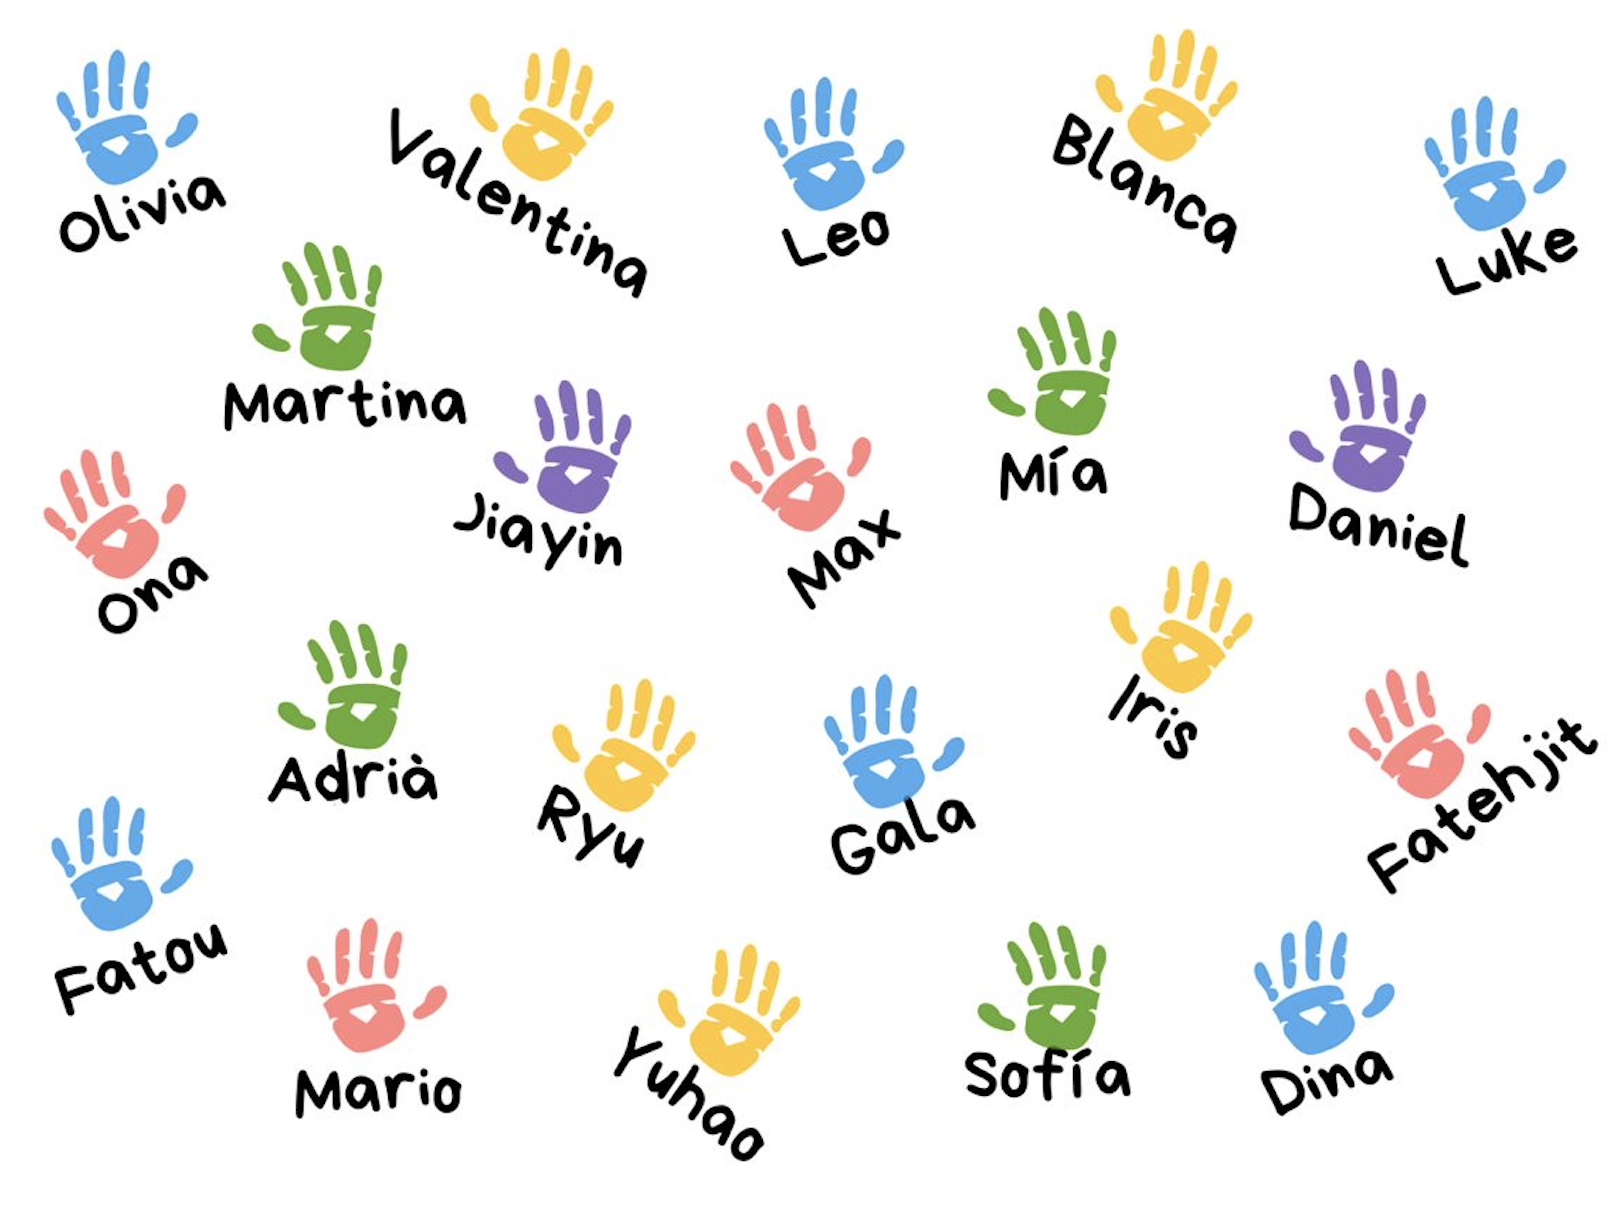 Olivia
Valentina
Leo
Blanca
Luke
Martina
Jiayin
Max
Mía
Daniel
Ona
Adrià
Ryu
Gala
Iris
Fatehjit
Fatou
Mario
Yuhao
Sofía
Dina